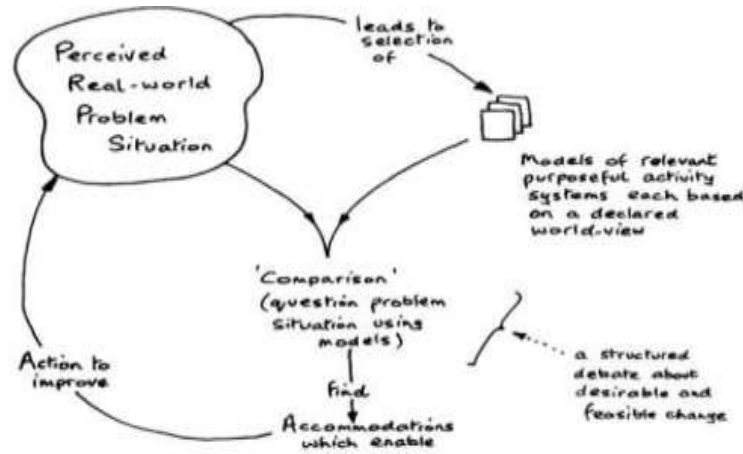 Perceived
Real-world
Problem
Situation
leads to
selection
of
Models of relevant
purposeful activity
systems each based
on a declared
world-view
'Comparison'
(question problem
situation using
models)
find
Accommodations
which enable
Action to
improve
a structured
debate about
desirable and
feasible change